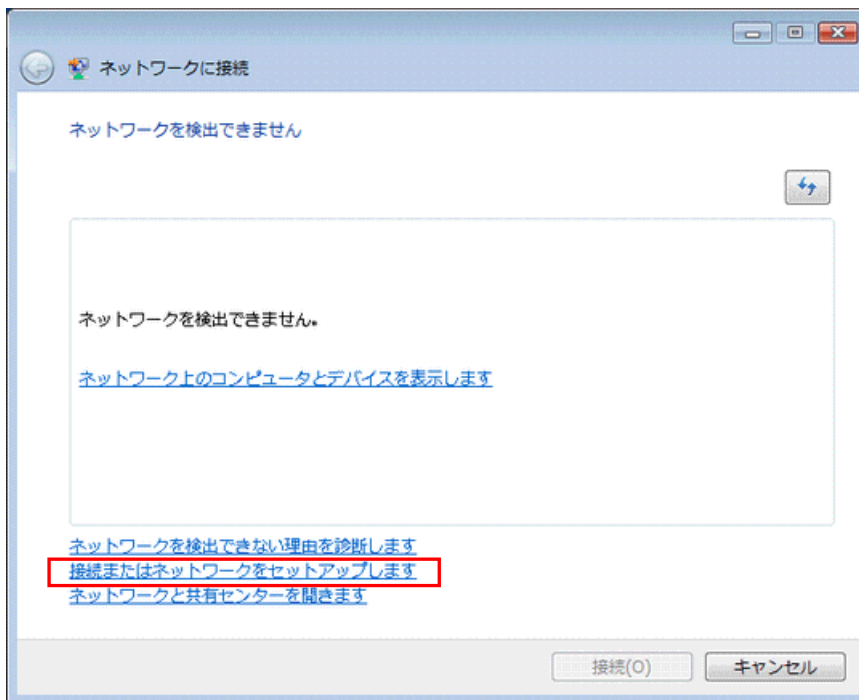 ネットワークに接続
ネットワークを検出できません
ネットワークを検出できません。
ネットワーク上のコンピュータとデバイスを表示します
ネットワークを検出できない理由を診断します
接続またはネットワークをセットアップします
ネットワークと共有センターを開きます
接続(O)
キャンセル